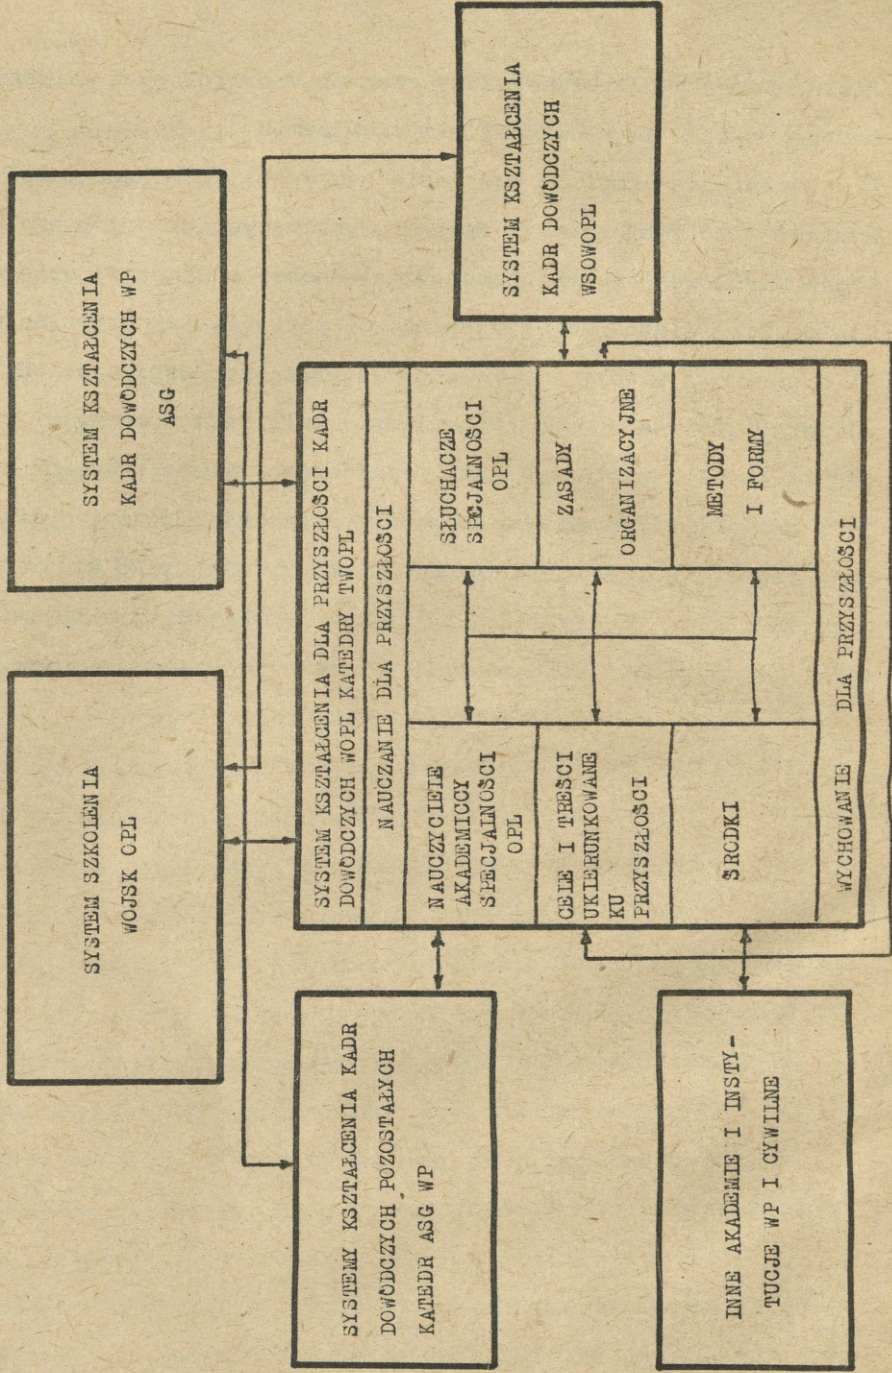 SYSTEM SZKOLENIA
WOJSK OPL
SYSTEM KSZTAŁCENIA
KADR DOWÓDCZYCH WP
ASG
SYSTEMY KSZTAŁCENIA KADR
DOWÓDCZYCH POZOSTAŁYCH
KATEDR ASG WP
SYSTEM KSZTAŁCENIA DLA PRZYSZŁOŚCI KADR
DOWÓDCZYCH WOPL KATEDRY TWOPL
NAUCZANIE DLA PRZYSZŁOŚCI
NAUCZYCIELE
AKADEMICCY
SPECJALNOŚCI
OPL
SŁUCHACZE
SPECJALNOŚCI
OPL
CELE I TREŚCI
UKIERUNKOWANE
KU
PRZYSZŁOŚCI
ZASADY
ORGANIZACYJNE
ŚRODKI
METODY
I FORMY
WYCHOWANIE DLA PRZYSZŁOŚCI
SYSTEM KSZTAŁCENIA
KADR DOWÓDCZYCH
WSOWOPL
INNE AKADEMIE I INSTY-
TUCJE WP I CYWILNE